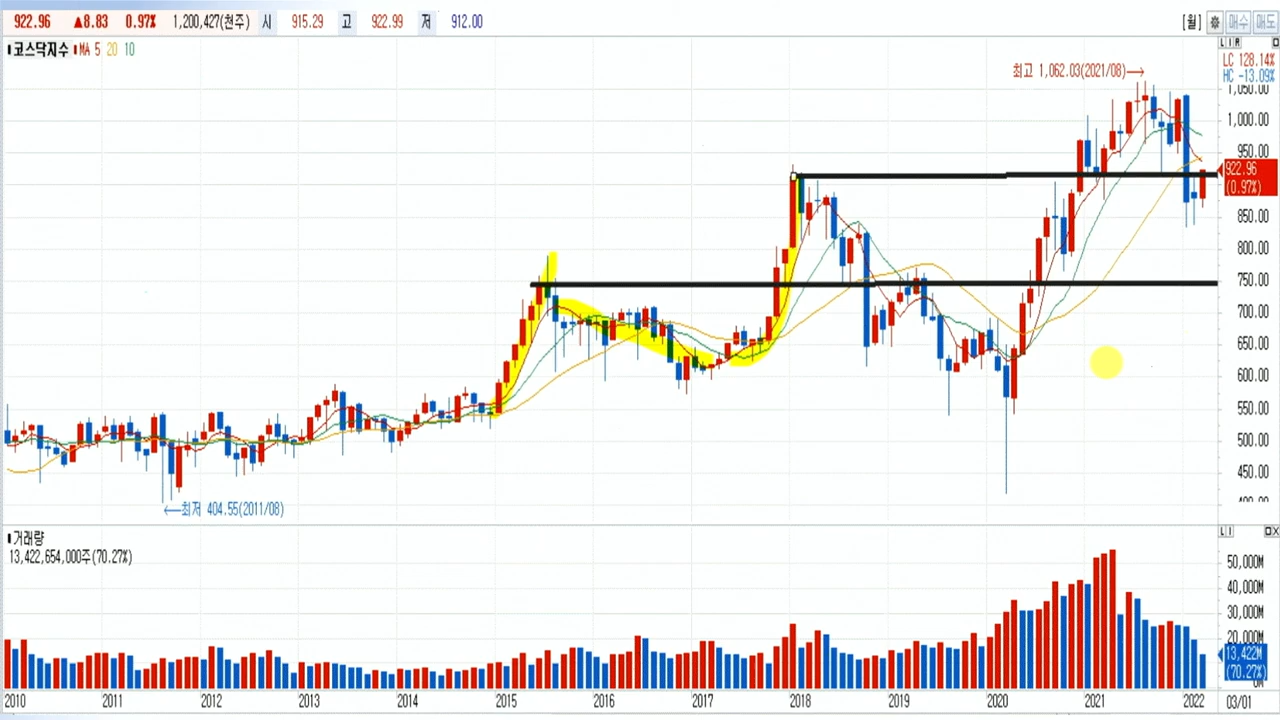 922.96 ▲8.83 0.97% 1,200,427(천주) 시 915.29 고 922.99 저 912.00 [월] 매수 매도
코스닥지수 MA 5 20 10
LC 128.14%
HC -13.09%
최고 1,062.03(2021/08)→
1,050.00
1,000.00
950.00
922.96
(0.97%)
850.00
800.00
750.00
700.00
650.00
600.00
550.00
500.00
450.00
←최저 404.55(2011/08)
거래량
13,422,654,000주(70.27%)
50,000M
40,000M
30,000M
20,000M
13,422M
(70.27%)
2010 2011 2012 2013 2014 2015 2016 2017 2018 2019 2020 2021 2022 03/01